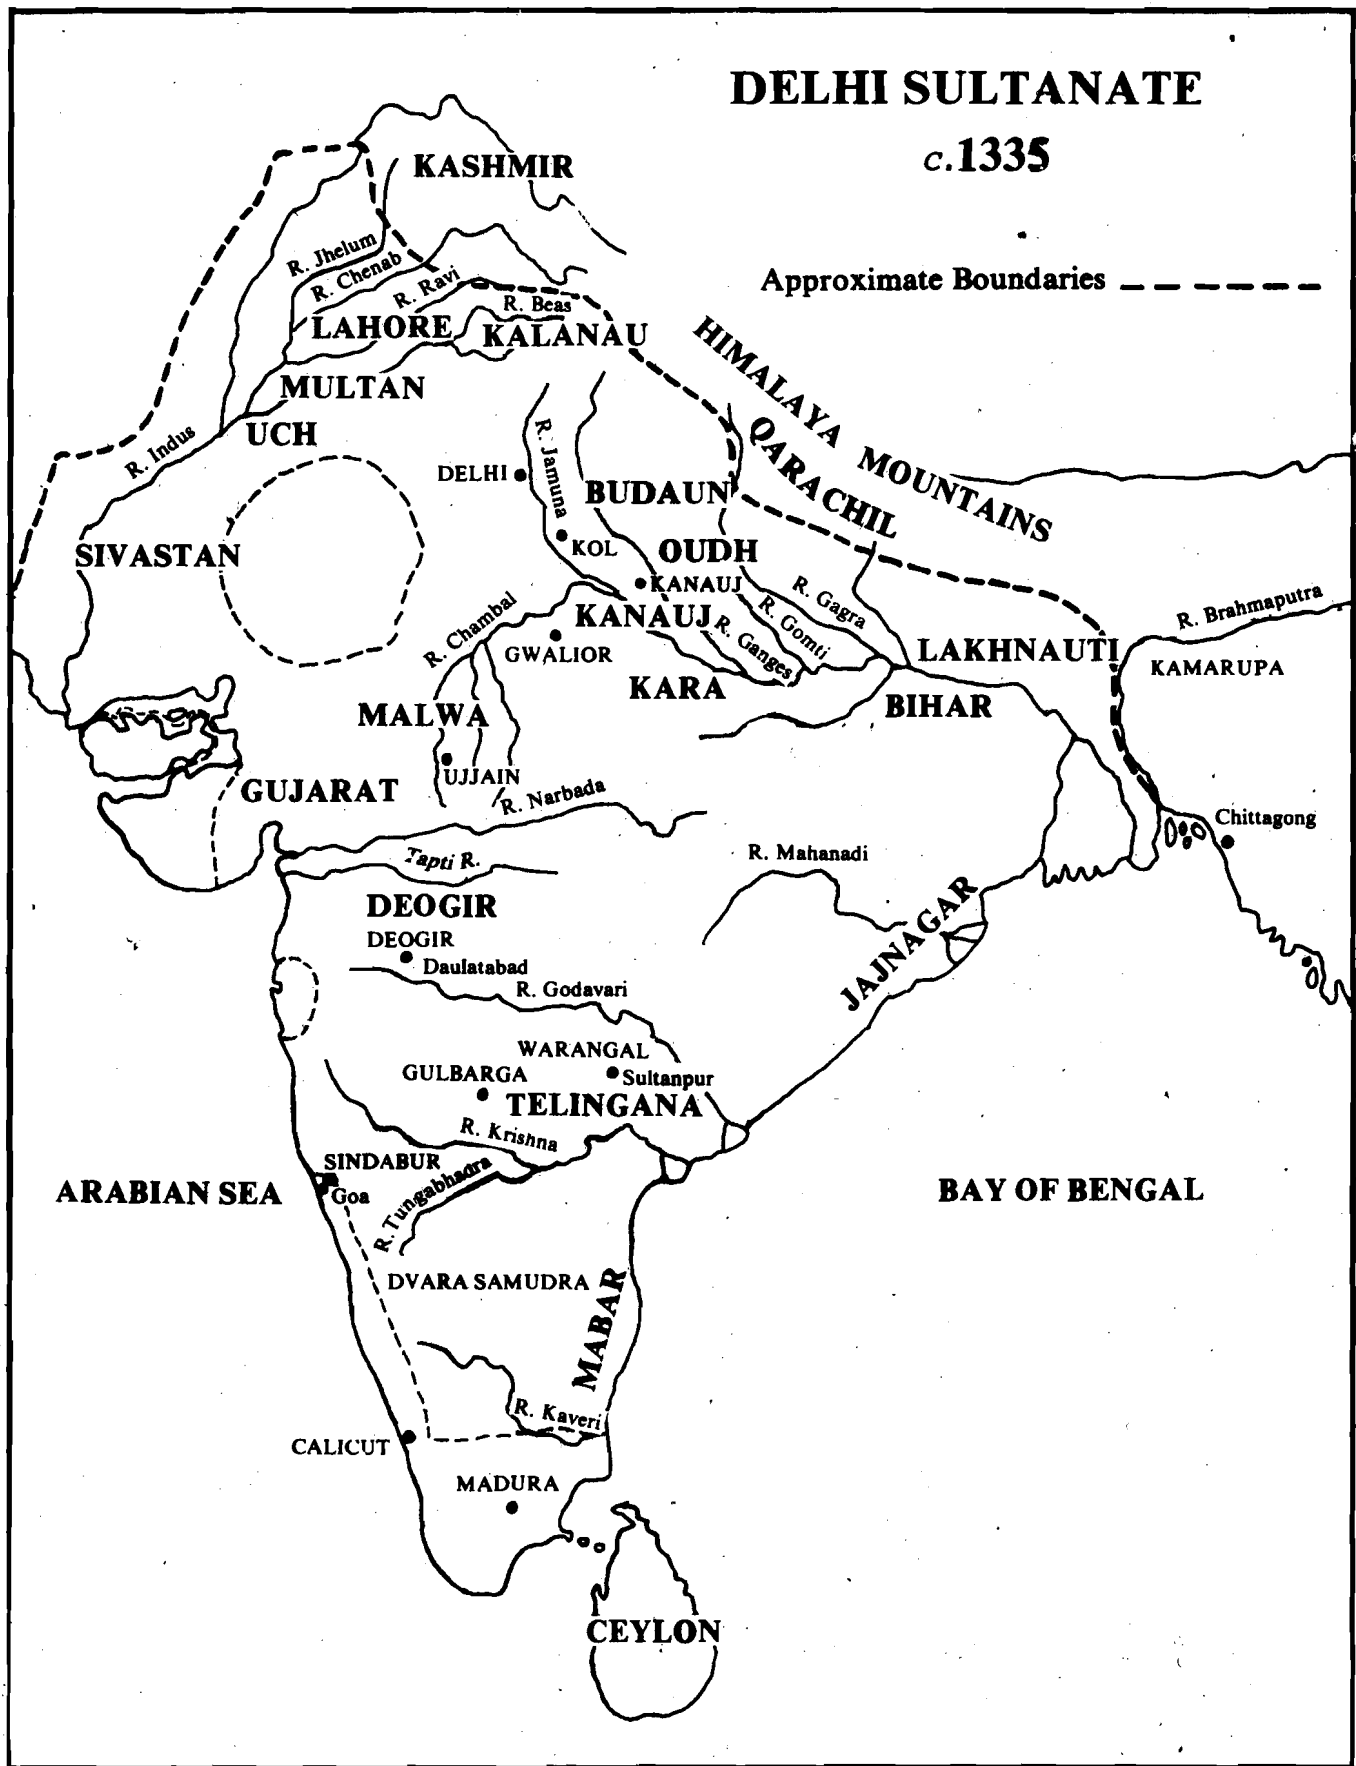 DELHI SULTANATE
c.1335
KASHMIR
R. Jhelum
R. Chenab
R. Ravi
Approximate Boundaries
R. Beas
LAHORE
KALANAU
HIMALAYA MOUNTAINS
MULTAN
UCH
R. Indus
QARACHIL
R. Jamuna
DELHI
BUDAUN
SIVASTAN
KOL
OUDH
KANAUJ
R. Gagra
R. Brahmaputra
R. Chambal
KANAUJ
R. Gomti
R. Ganges
GWALIOR
LAKHNAUTI
KAMARUPA
KARA
MALWA
BIHAR
UJJAIN
GUJARAT
R. Narbada
Chittagong
Tapti R.
R. Mahanadi
DEOGIR
JAJNAGAR
DEOGIR
Daulatabad
R. Godavari
WARANGAL
GULBARGA
Sultanpur
TELINGANA
R. Krishna
SINDABUR
Goa
R. Tungabhadra
ARABIAN SEA
BAY OF BENGAL
DVARA SAMUDRA
MABAR
R. Kaveri
CALICUT
MADURA
CEYLON